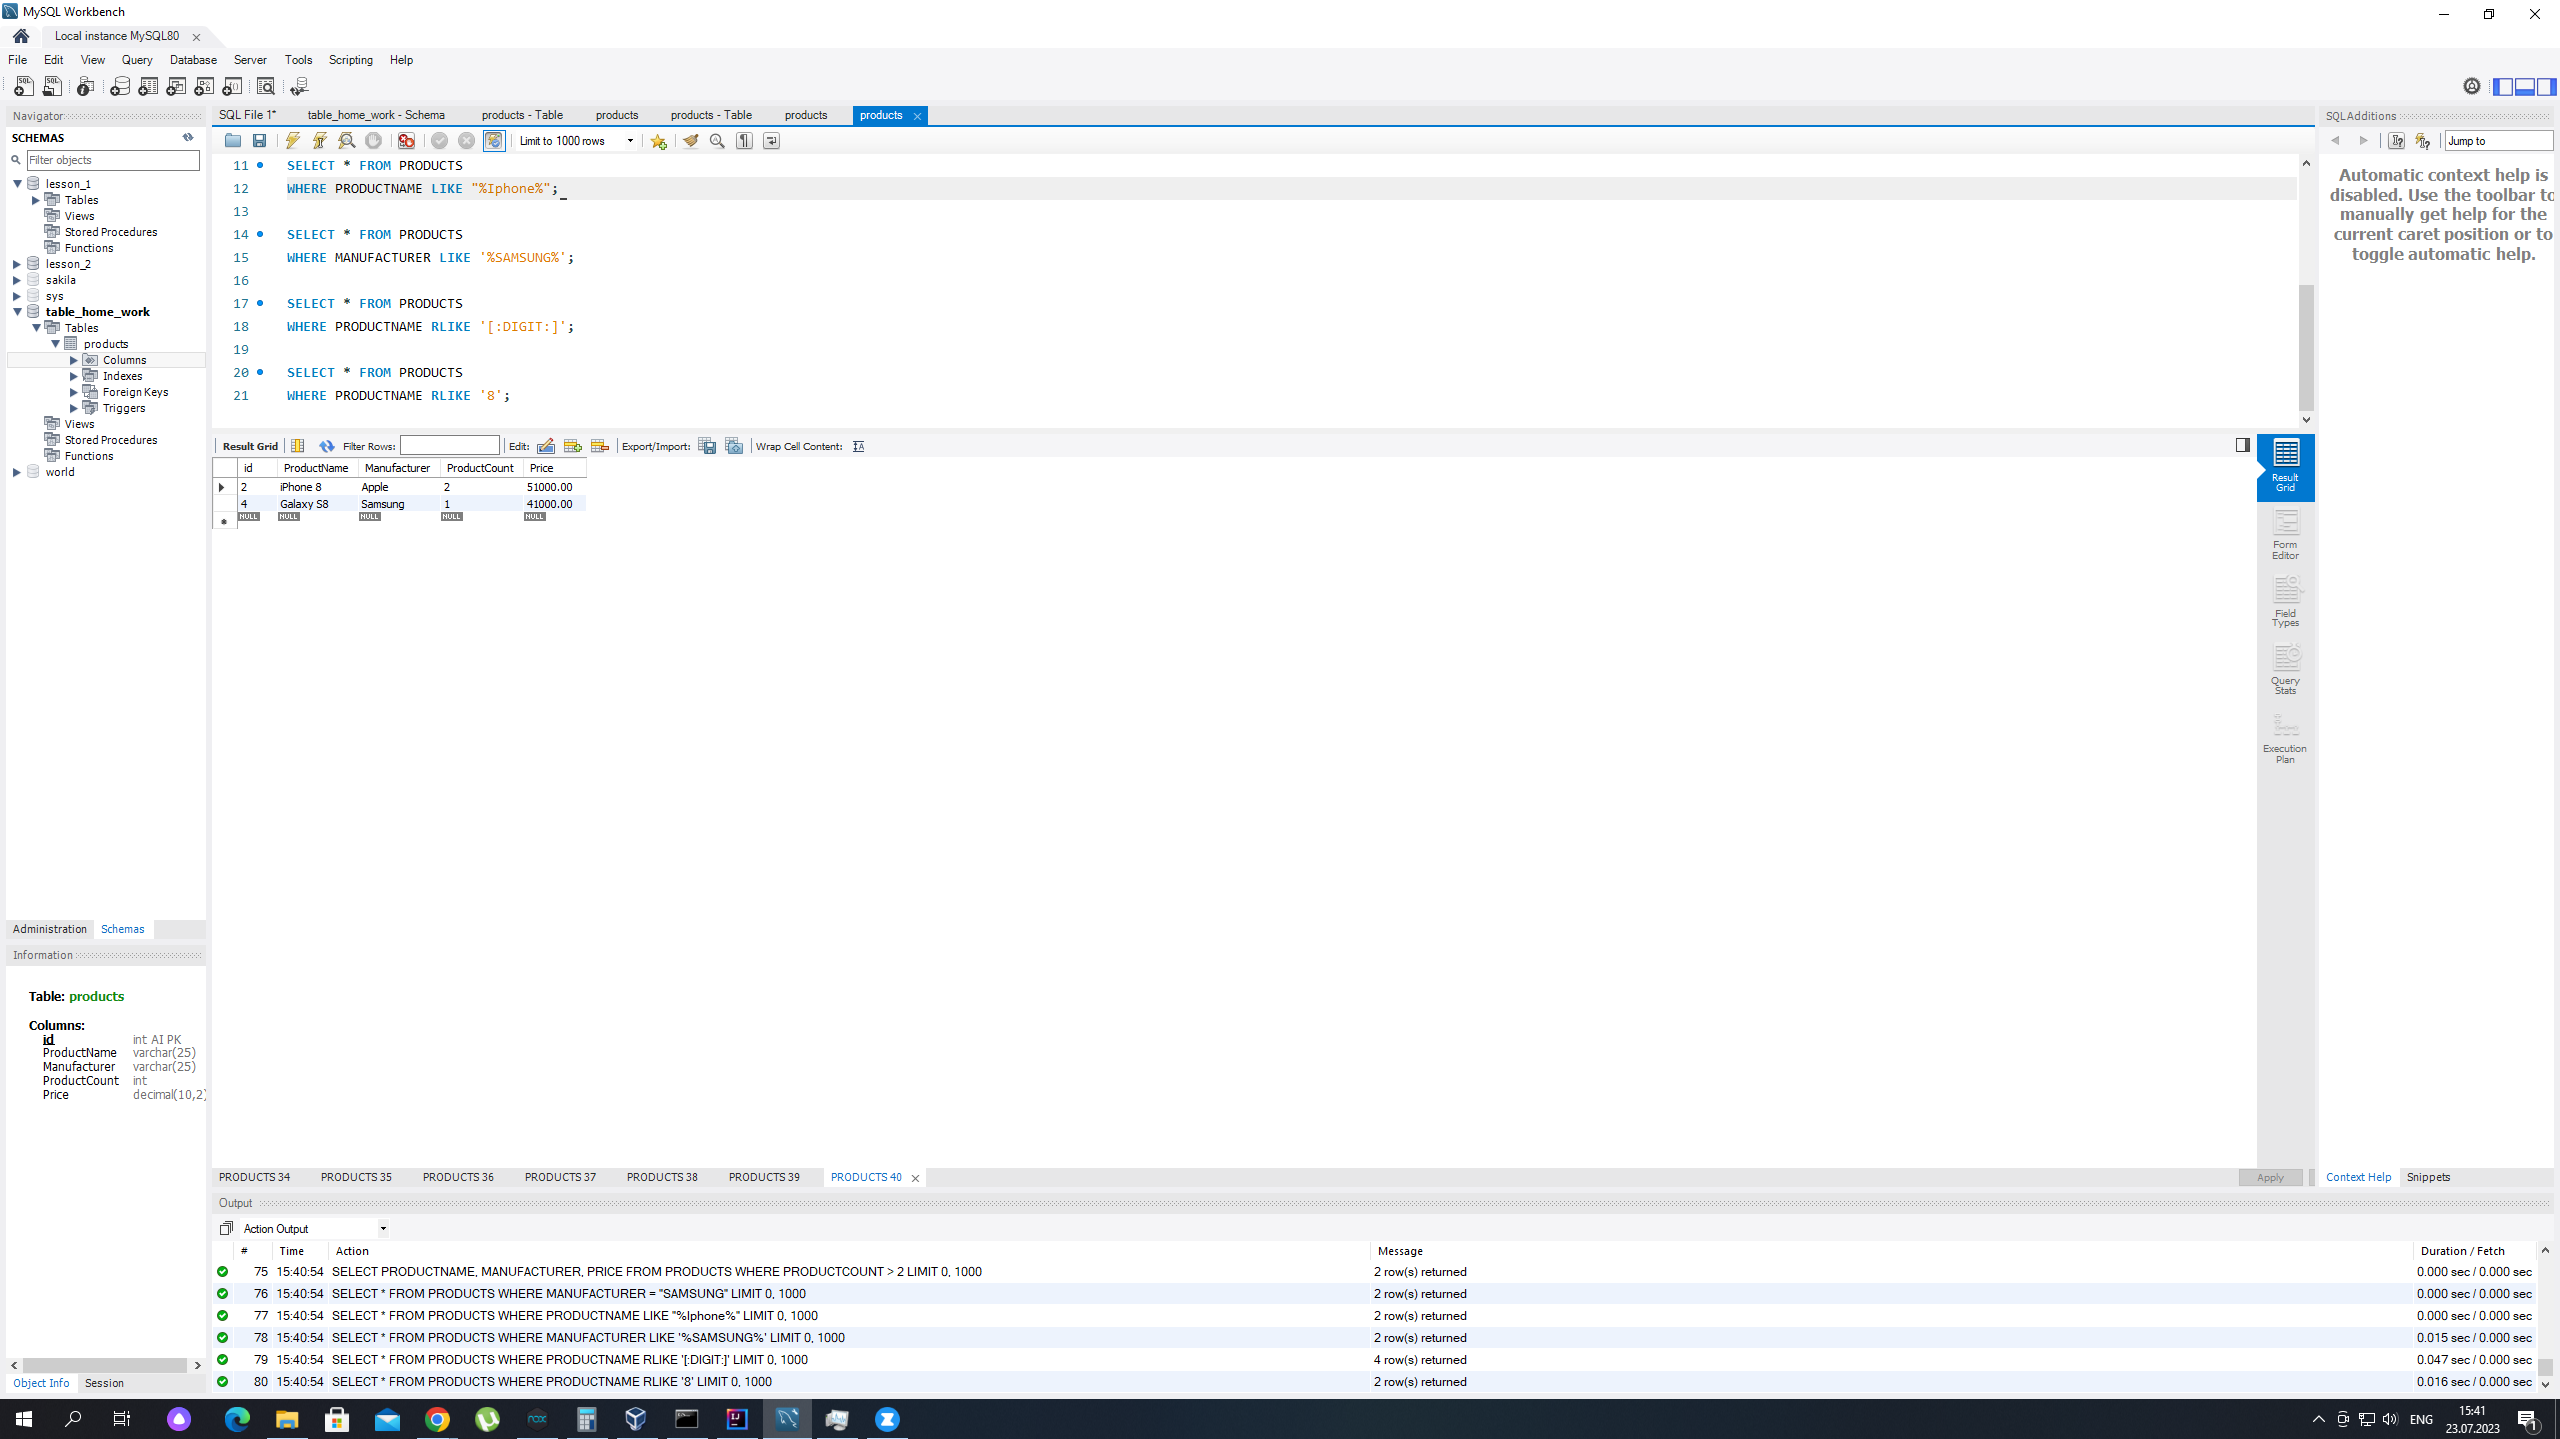 MySQL Workbench
Local instance MySQL80
File Edit View Query Database Server Tools Scripting Help
Navigator
SCHEMAS
Filter objects
lesson_1
Tables
Views
Stored Procedures
Functions
lesson_2
sakila
sys
table_home_work
Tables
products
Columns
Indexes
Foreign Keys
Triggers
Views
Stored Procedures
Functions
world
Administration Schemas
Information
Table: products
Columns:
id int AI PK
ProductName varchar(25)
Manufacturer varchar(25)
ProductCount int
Price decimal(10,2)
Object Info Session
SQL File 1* table_home_work - Schema products - Table products products - Table products products
Limit to 1000 rows
11 SELECT * FROM PRODUCTS
12 WHERE PRODUCTNAME LIKE "%Iphone%";
13
14 SELECT * FROM PRODUCTS
15 WHERE MANUFACTURER LIKE '%SAMSUNG%';
16
17 SELECT * FROM PRODUCTS
18 WHERE PRODUCTNAME RLIKE '[:DIGIT:]';
19
20 SELECT * FROM PRODUCTS
21 WHERE PRODUCTNAME RLIKE '8';
Result Grid Filter Rows: Edit: Export/Import: Wrap Cell Content:
id ProductName Manufacturer ProductCount Price
2 iPhone 8 Apple 2 51000.00
4 Galaxy S8 Samsung 1 41000.00
NULL NULL NULL NULL NULL
Result
Grid
Form
Editor
Field
Types
Query
Stats
Execution
Plan
PRODUCTS 34 PRODUCTS 35 PRODUCTS 36 PRODUCTS 37 PRODUCTS 38 PRODUCTS 39 PRODUCTS 40
Apply
Output
Action Output
# Time Action Message Duration / Fetch
75 15:40:54 SELECT PRODUCTNAME, MANUFACTURER, PRICE FROM PRODUCTS WHERE PRODUCTCOUNT > 2 LIMIT 0, 1000 2 row(s) returned 0.000 sec / 0.000 sec
76 15:40:54 SELECT * FROM PRODUCTS WHERE MANUFACTURER = "SAMSUNG" LIMIT 0, 1000 2 row(s) returned 0.000 sec / 0.000 sec
77 15:40:54 SELECT * FROM PRODUCTS WHERE PRODUCTNAME LIKE "%Iphone%" LIMIT 0, 1000 2 row(s) returned 0.000 sec / 0.000 sec
78 15:40:54 SELECT * FROM PRODUCTS WHERE MANUFACTURER LIKE '%SAMSUNG%' LIMIT 0, 1000 2 row(s) returned 0.015 sec / 0.000 sec
79 15:40:54 SELECT * FROM PRODUCTS WHERE PRODUCTNAME RLIKE '[:DIGIT:]' LIMIT 0, 1000 4 row(s) returned 0.047 sec / 0.000 sec
80 15:40:54 SELECT * FROM PRODUCTS WHERE PRODUCTNAME RLIKE '8' LIMIT 0, 1000 2 row(s) returned 0.016 sec / 0.000 sec
SQLAdditions
Jump to
Automatic context help is
disabled. Use the toolbar to
manually get help for the
current caret position or to
toggle automatic help.
Context Help Snippets
ENG
15:41
23.07.2023
1